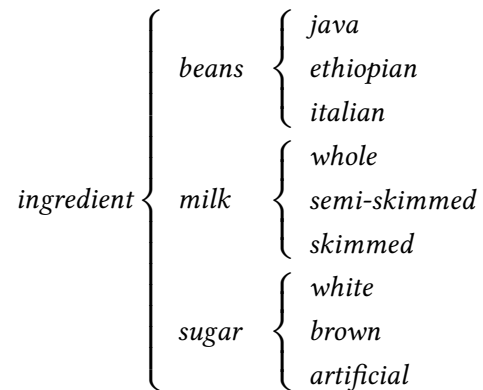 java
beans ethiopian
italian
whole
ingredient milk semi-skimmed
skimmed
white
sugar brown
artificial